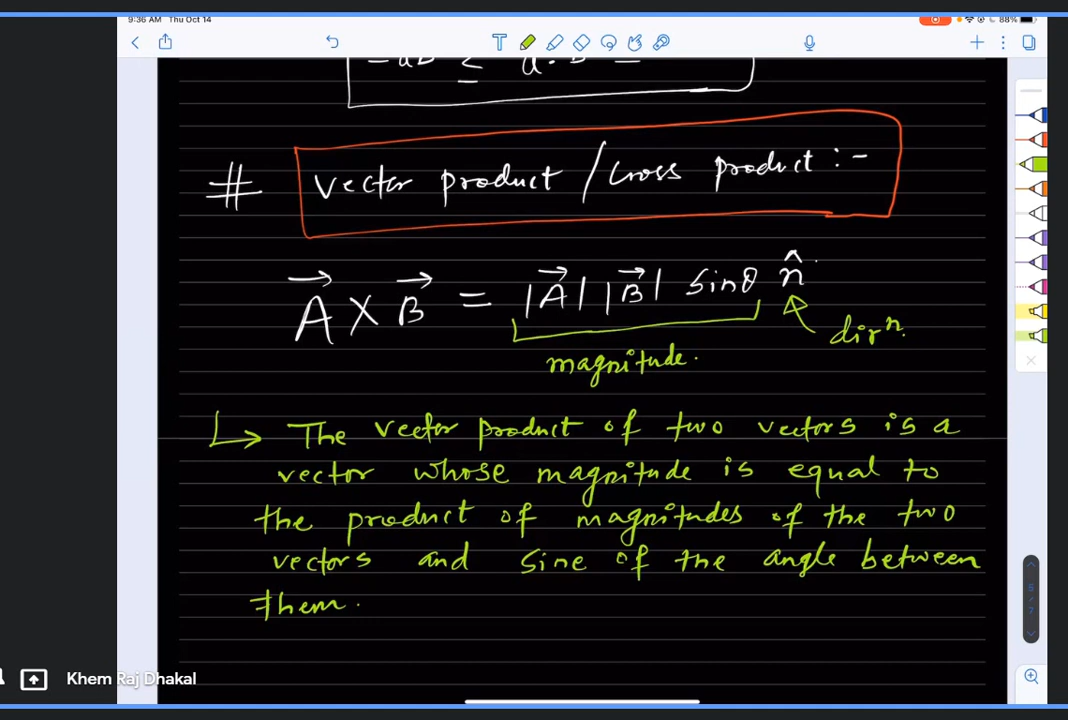 9:36 AM Thu Oct 14
88%
# Vector product / Cross product :-
A⃗ X B⃗ = |A⃗| |B⃗| Sinθ n̂
dirⁿ.
magnitude.
↳ The vector product of two vectors is a
vector whose magnitude is equal to
the product of magnitudes of the two
vectors and sine of the angle between
them.
Khem Raj Dhakal